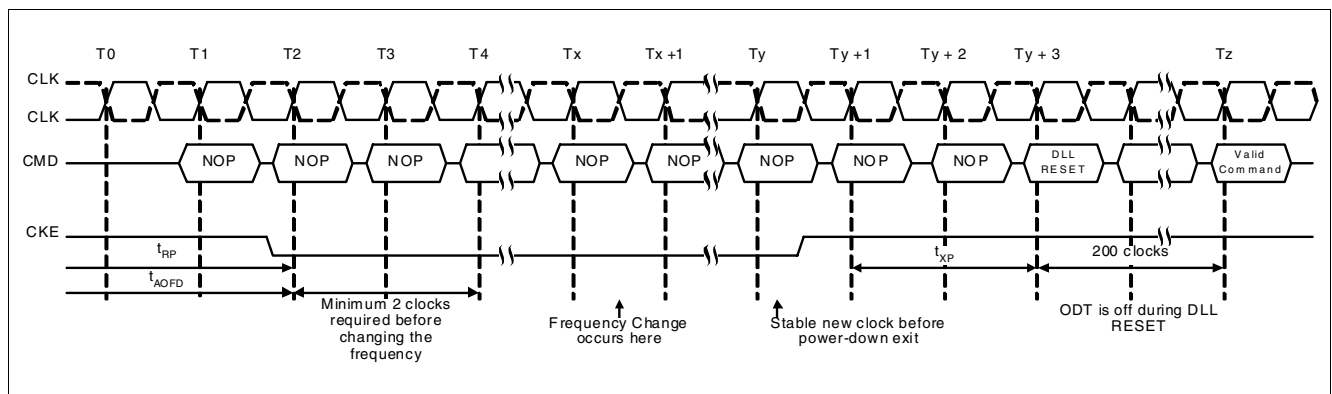 T0 T1 T2 T3 T4 Tx Tx +1 Ty Ty +1 Ty + 2 Ty + 3 Tz
CLK
CLK
CMD NOP NOP NOP NOP NOP NOP NOP NOP DLL RESET Valid Command
CKE
tRP tXP 200 clocks
tAOFD
Minimum 2 clocks
required before
changing the
frequency
Frequency Change
occurs here
Stable new clock before
power-down exit
ODT is off during DLL
RESET